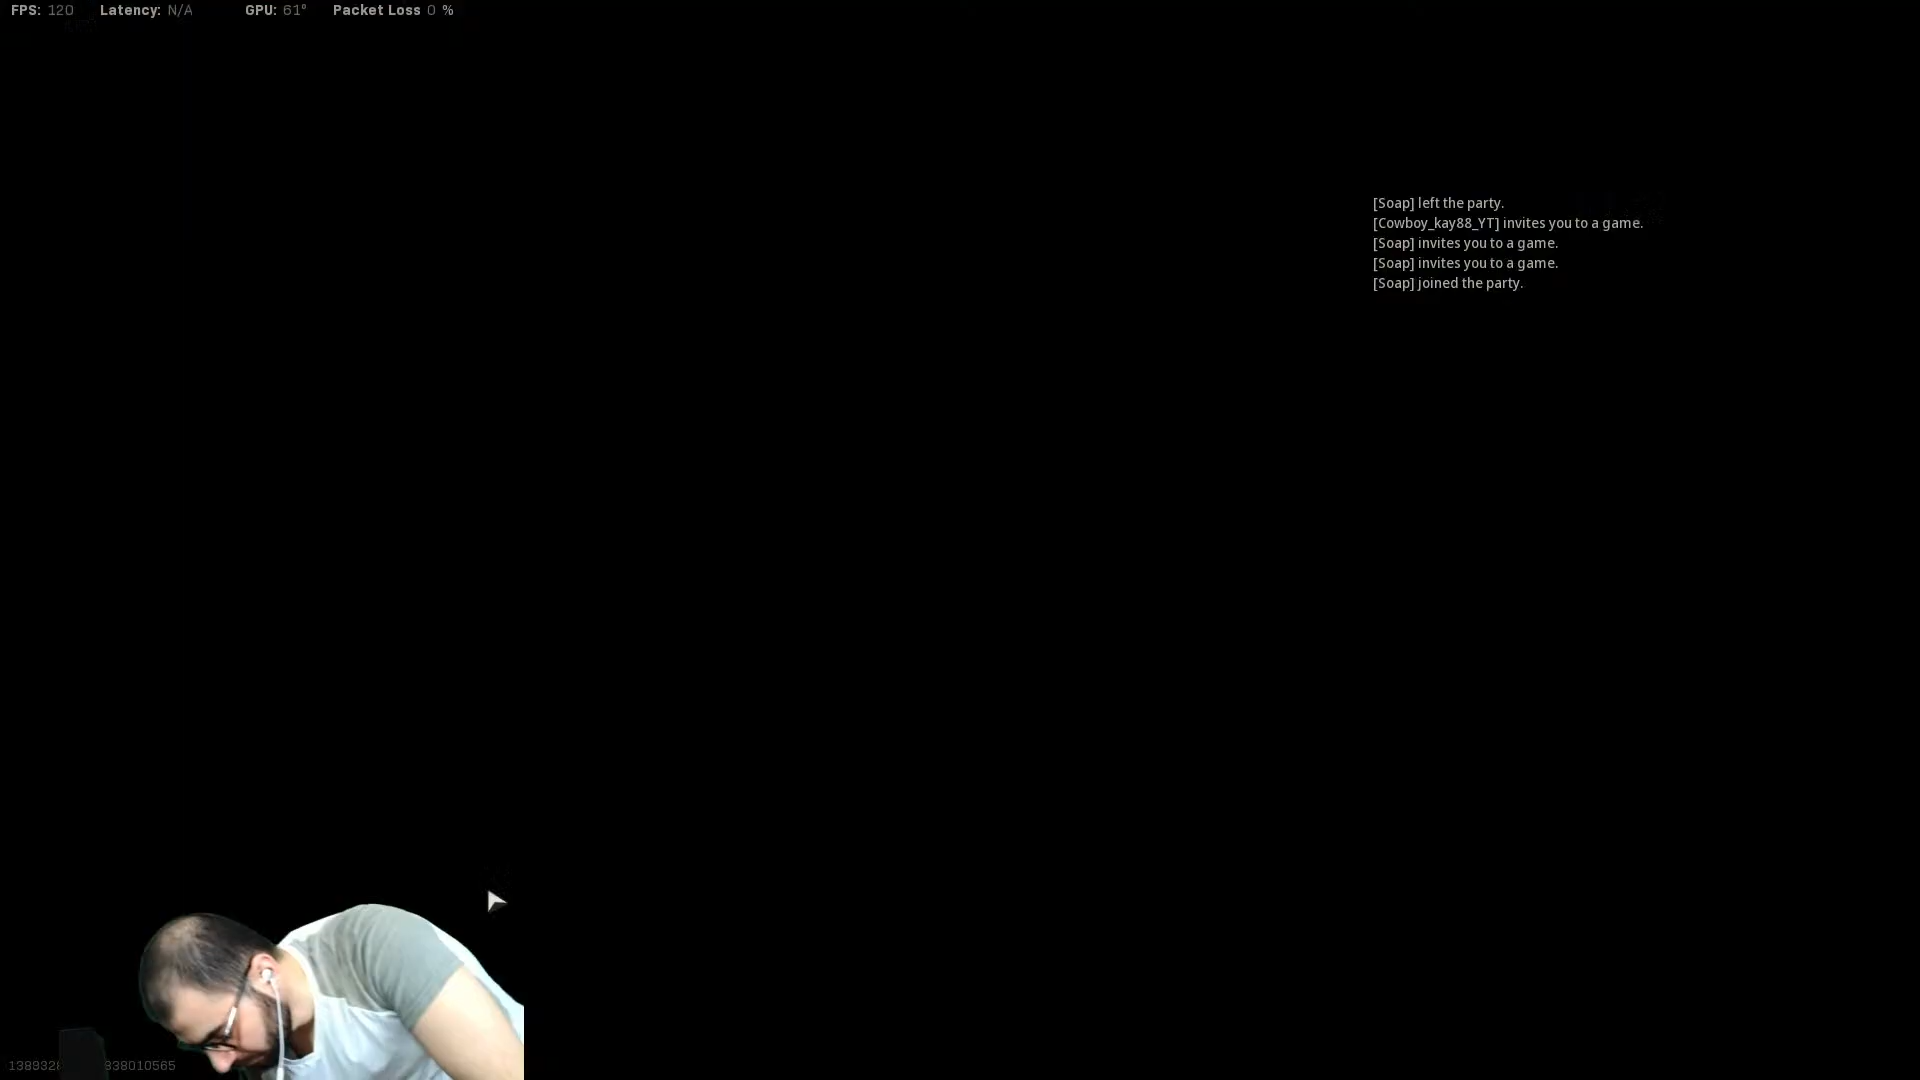 FPS: 120 Latency: N/A GPU: 61° Packet Loss 0 %
[Soap] left the party.
[Cowboy_kay88_YT] invites you to a game.
[Soap] invites you to a game.
[Soap] invites you to a game.
[Soap] joined the party.
838010565